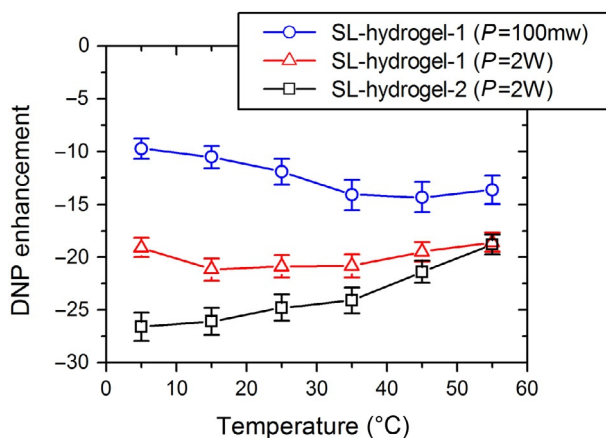 SL-hydrogel-1 (P=100mw)
SL-hydrogel-1 (P=2W)
SL-hydrogel-2 (P=2W)
0
−5
−10
−15
−20
−25
−30
DNP enhancement
0 10 20 30 40 50 60
Temperature (°C)